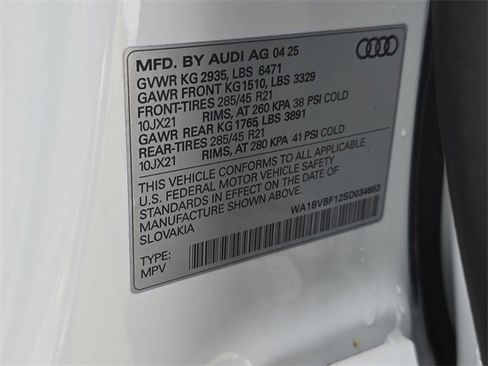 MFD. BY AUDI AG 04 25
GVWR KG 2935, LBS 6471
GAWR FRONT KG1510, LBS 3329
FRONT-TIRES 285/45 R21
10JX21 RIMS, AT 260 KPA 38 PSI COLD
GAWR REAR KG 1765, LBS 3891
REAR-TIRES 285/45 R21
10JX21 RIMS, AT 280 KPA 41 PSI COLD
THIS VEHICLE CONFORMS TO ALL APPLICABLE
U.S. FEDERAL MOTOR VEHICLE SAFETY
STANDARDS IN EFFECT ON THE DATE OF
MANUFACTURE SHOWN ABOVE.
SLOVAKIA
WA1BVBF12SD034663
TYPE:
MPV